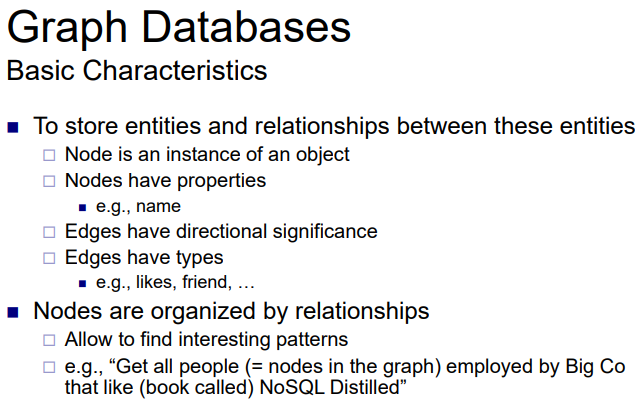 Graph Databases
Basic Characteristics
To store entities and relationships between these entities
Node is an instance of an object
Nodes have properties
e.g., name
Edges have directional significance
Edges have types
e.g., likes, friend, …
Nodes are organized by relationships
Allow to find interesting patterns
e.g., “Get all people (= nodes in the graph) employed by Big Co
that like (book called) NoSQL Distilled”